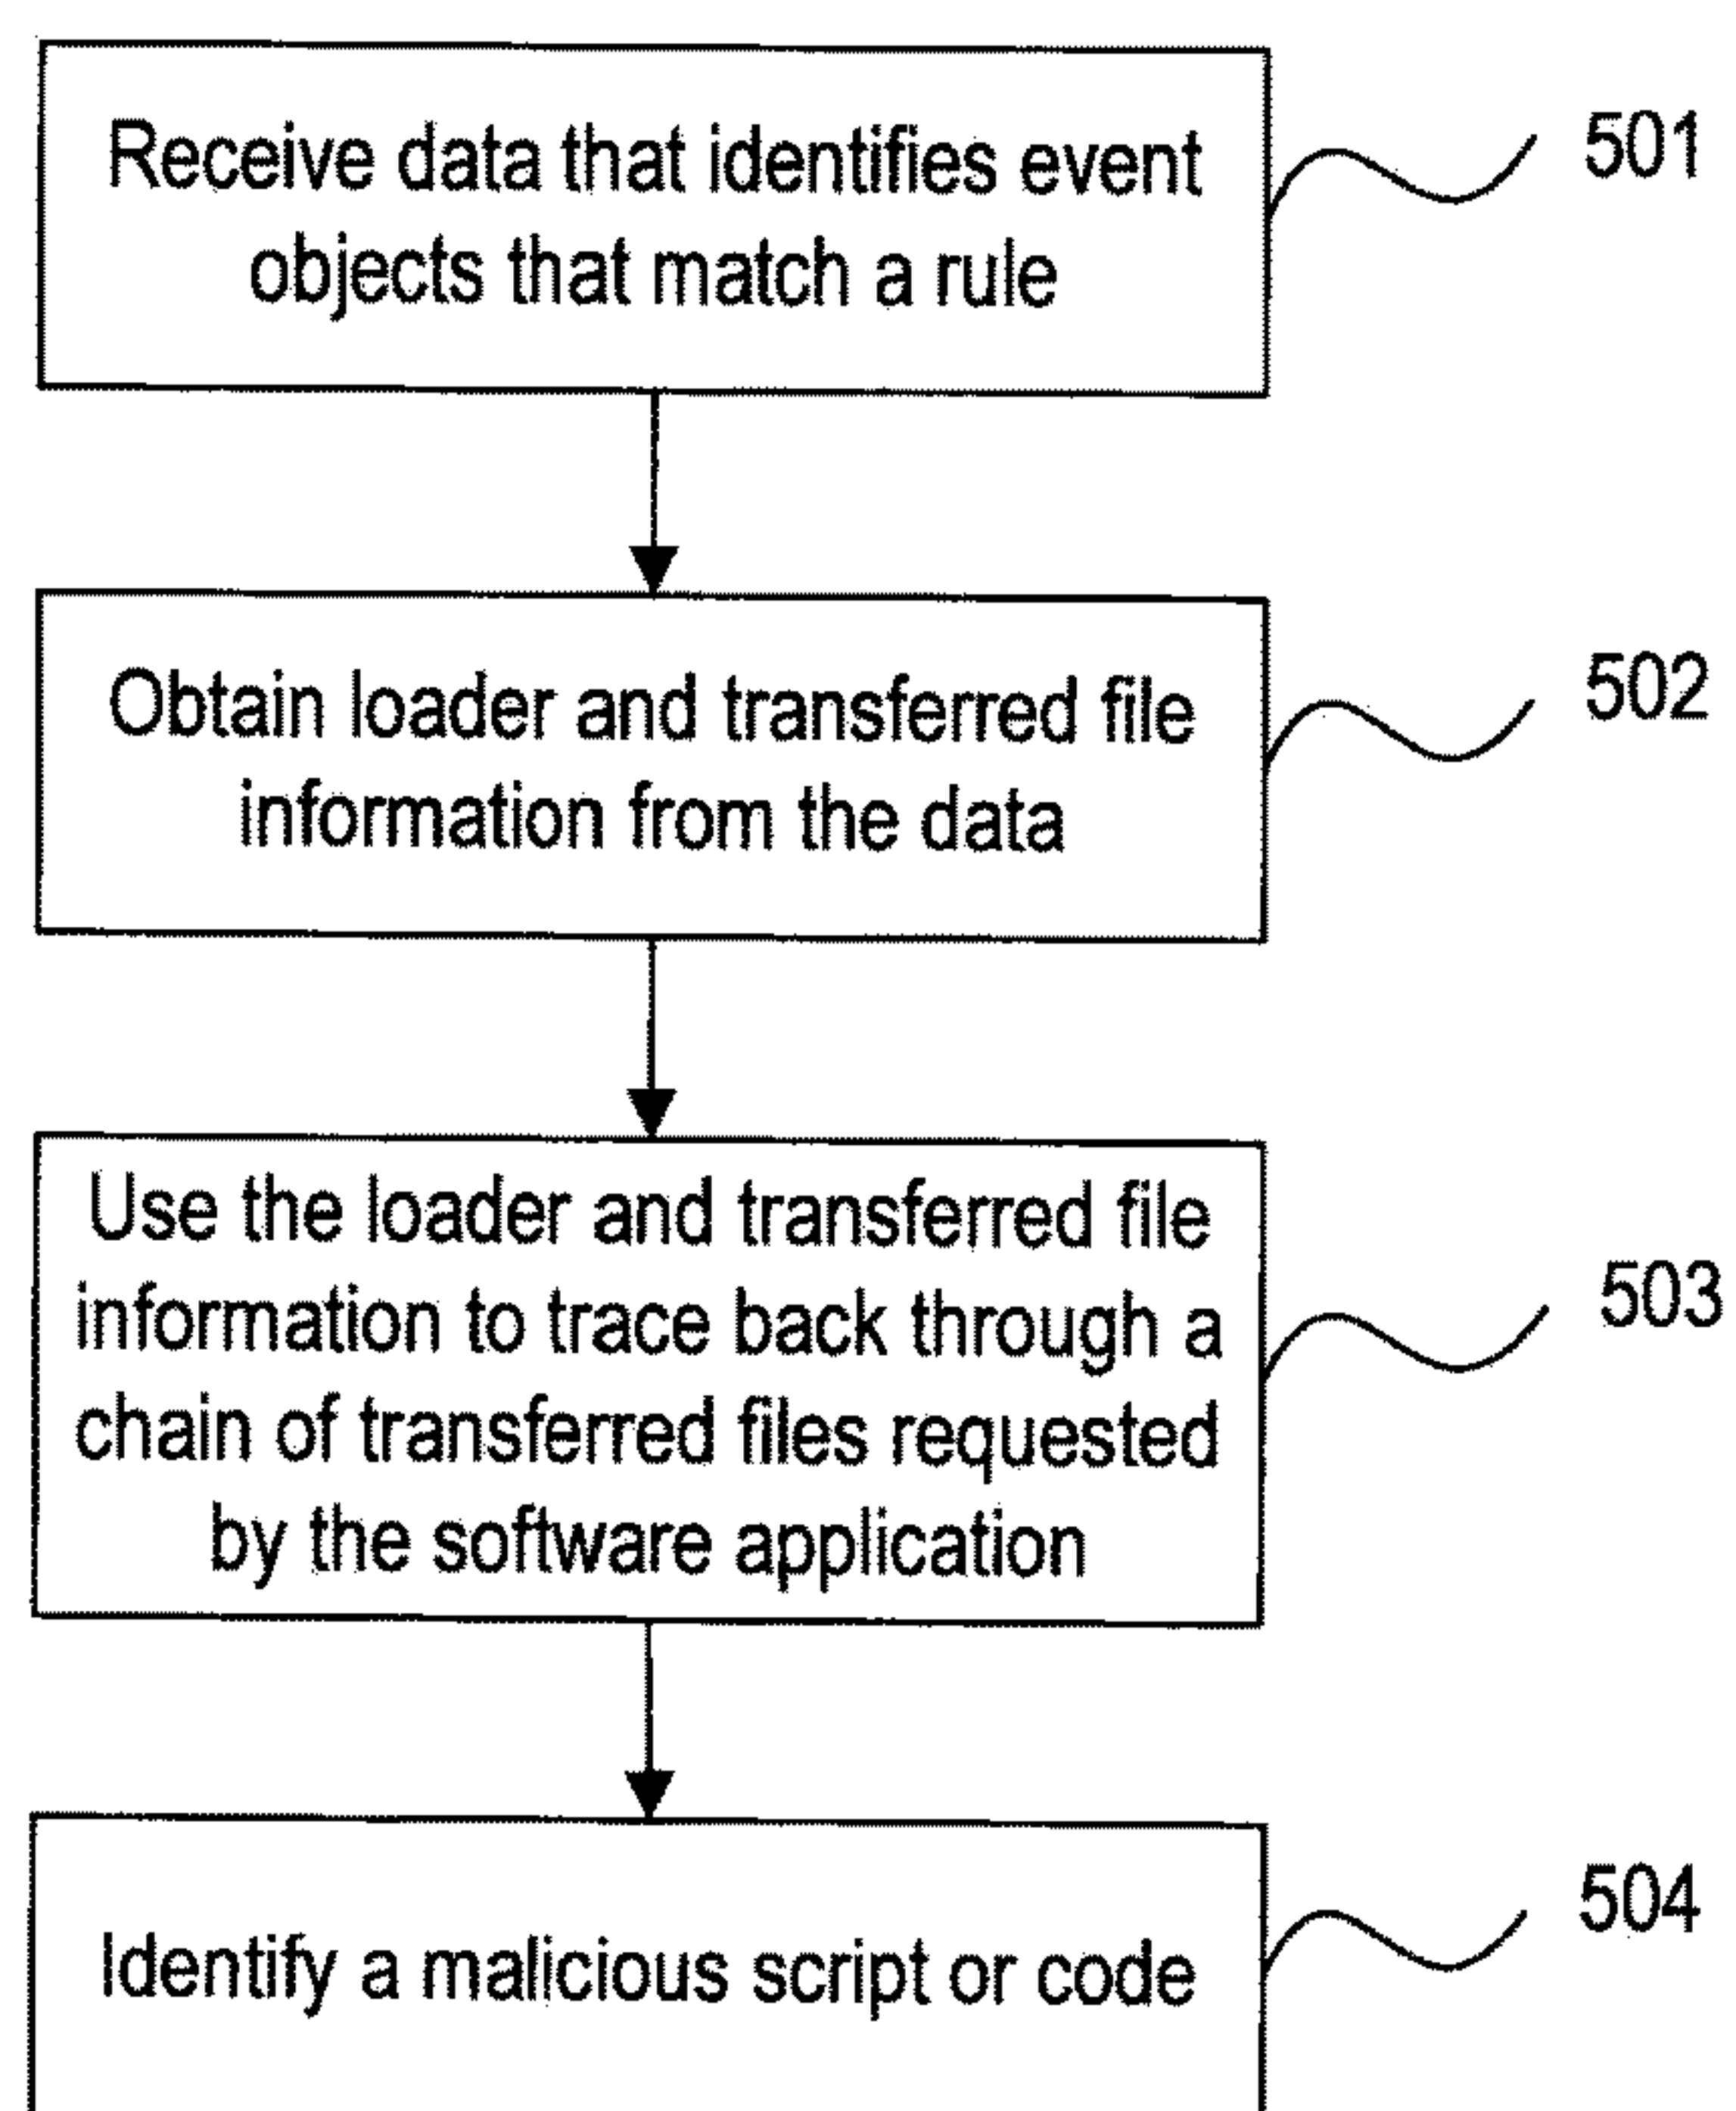 Receive data that identifies event
objects that match a rule
501
Obtain loader and transferred file
information from the data
502
Use the loader and transferred file
information to trace back through a
chain of transferred files requested
by the software application
503
Identify a malicious script or code
504